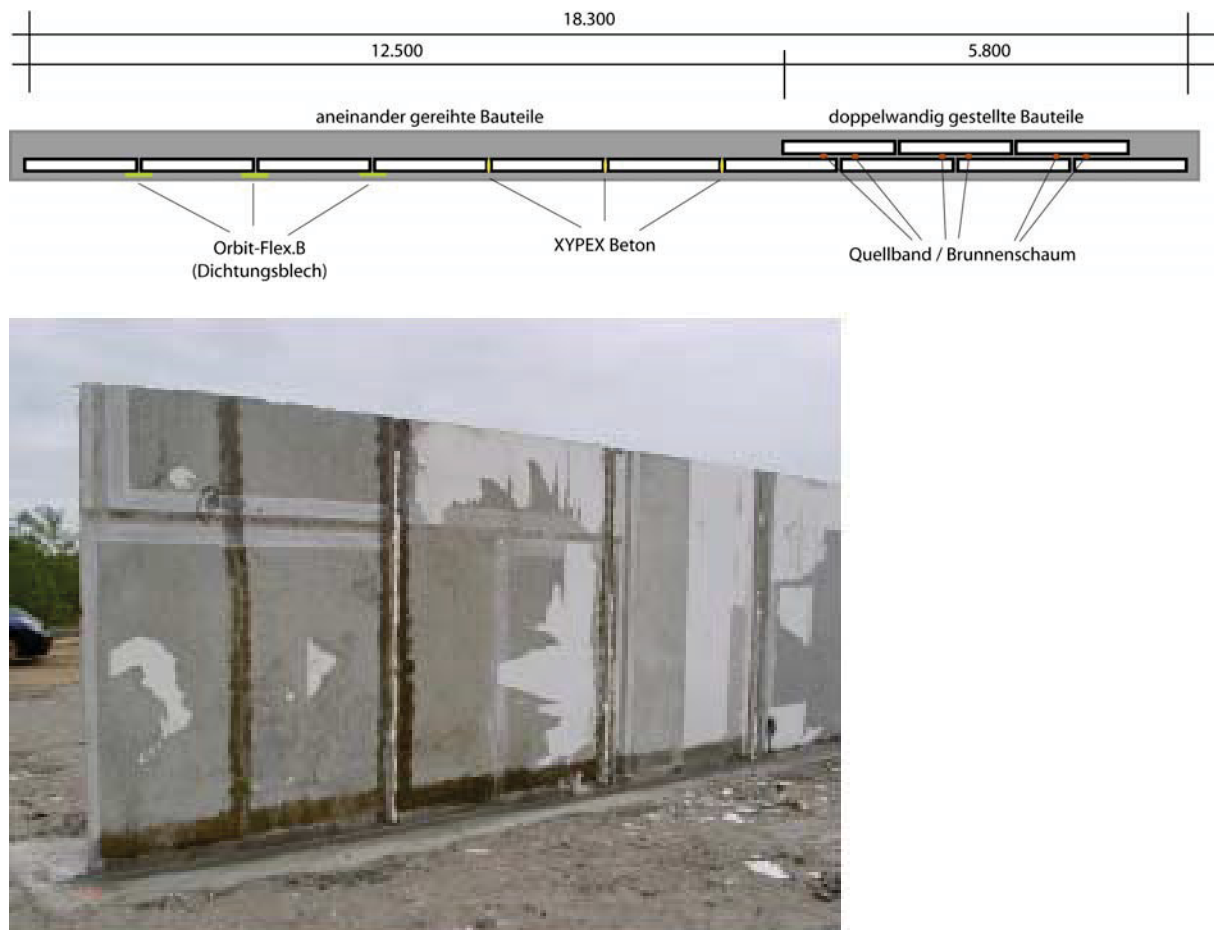 18.300
12.500
5.800
aneinander gereihte Bauteile
doppelwandig gestellte Bauteile
Orbit-Flex.B
(Dichtungsblech)
XYPEX Beton
Quellband / Brunnenschaum